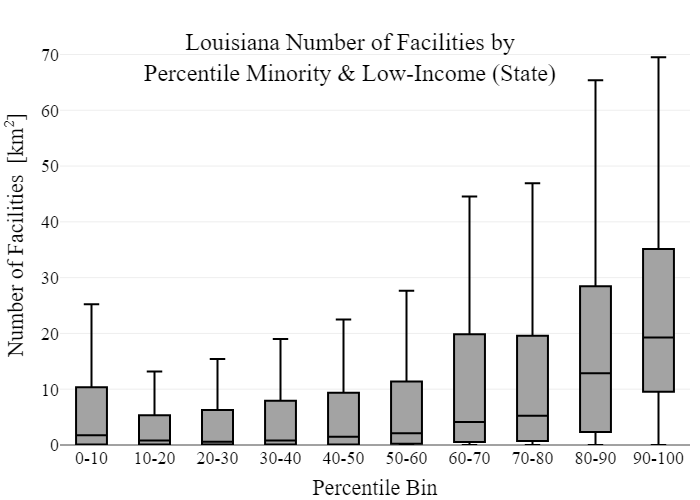 Louisiana Number of Facilities by
Percentile Minority & Low-Income (State)
Number of Facilities [km²]
70
60
50
40
30
20
10
0
0-10 10-20 20-30 30-40 40-50 50-60 60-70 70-80 80-90 90-100
Percentile Bin